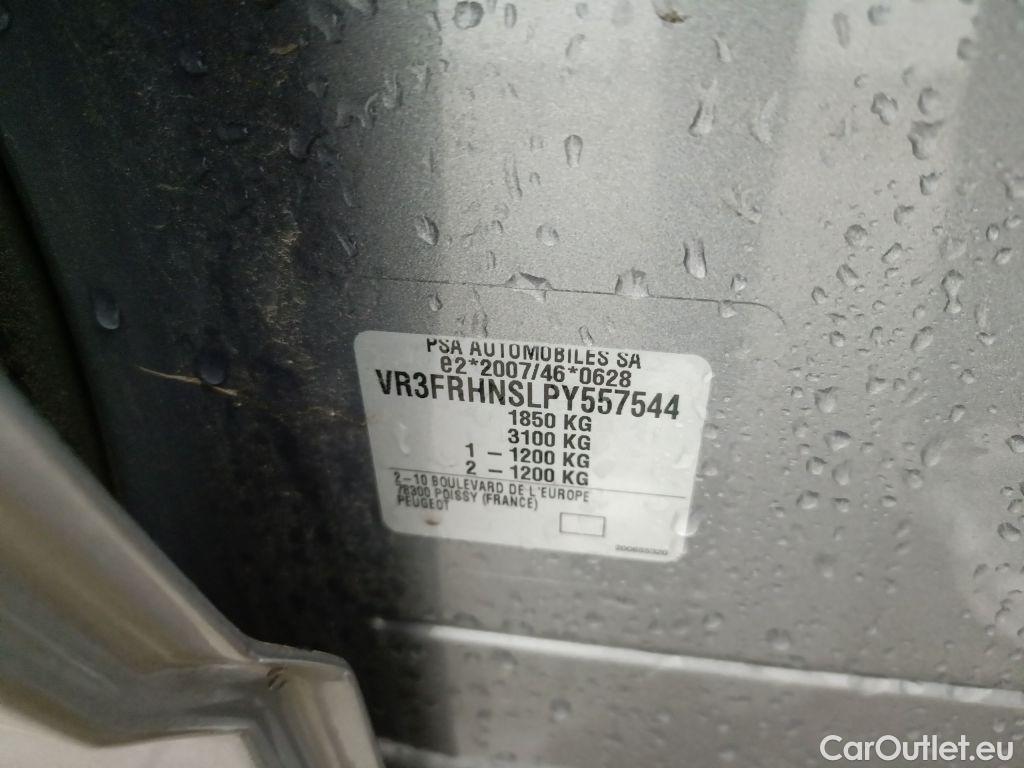 PSA AUTOMOBILES SA
e2*2007/46*0628
VR3FRHNSLPY557544
1850 KG
3100 KG
1 – 1200 KG
2 – 1200 KG
2–10 BOULEVARD DE L'EUROPE
78300 POISSY (FRANCE)
PEUGEOT
CarOutlet.eu